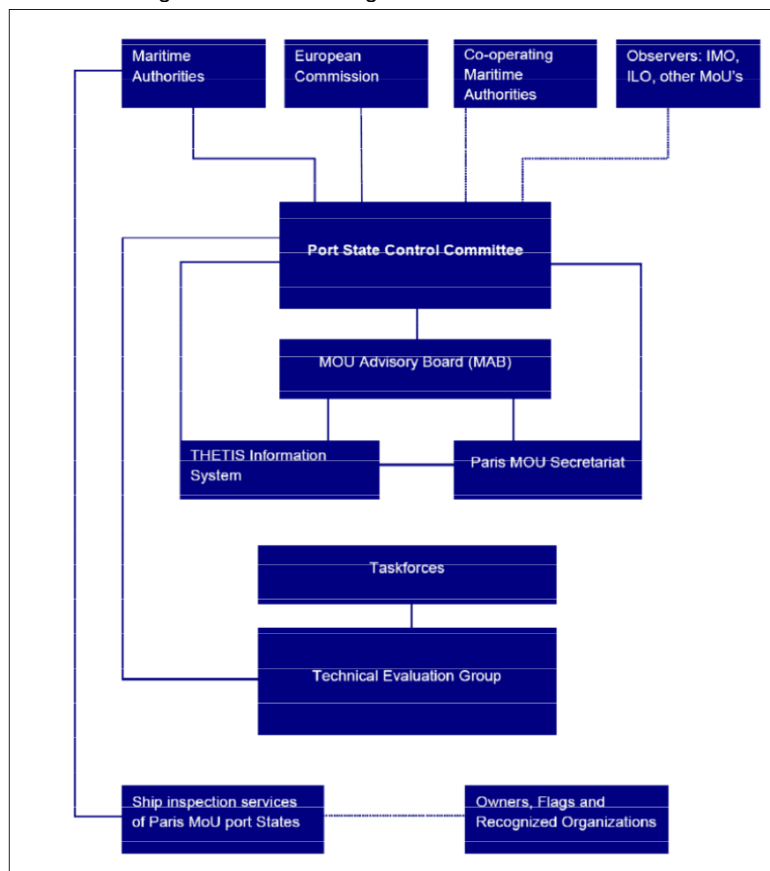 Maritime
Authorities
European
Commission
Co-operating
Maritime
Authorities
Observers: IMO,
ILO, other MoU's
Port State Control Committee
MOU Advisory Board (MAB)
THETIS Information
System
Paris MOU Secretariat
Taskforces
Technical Evaluation Group
Ship inspection services
of Paris MoU port States
Owners, Flags and
Recognized Organizations